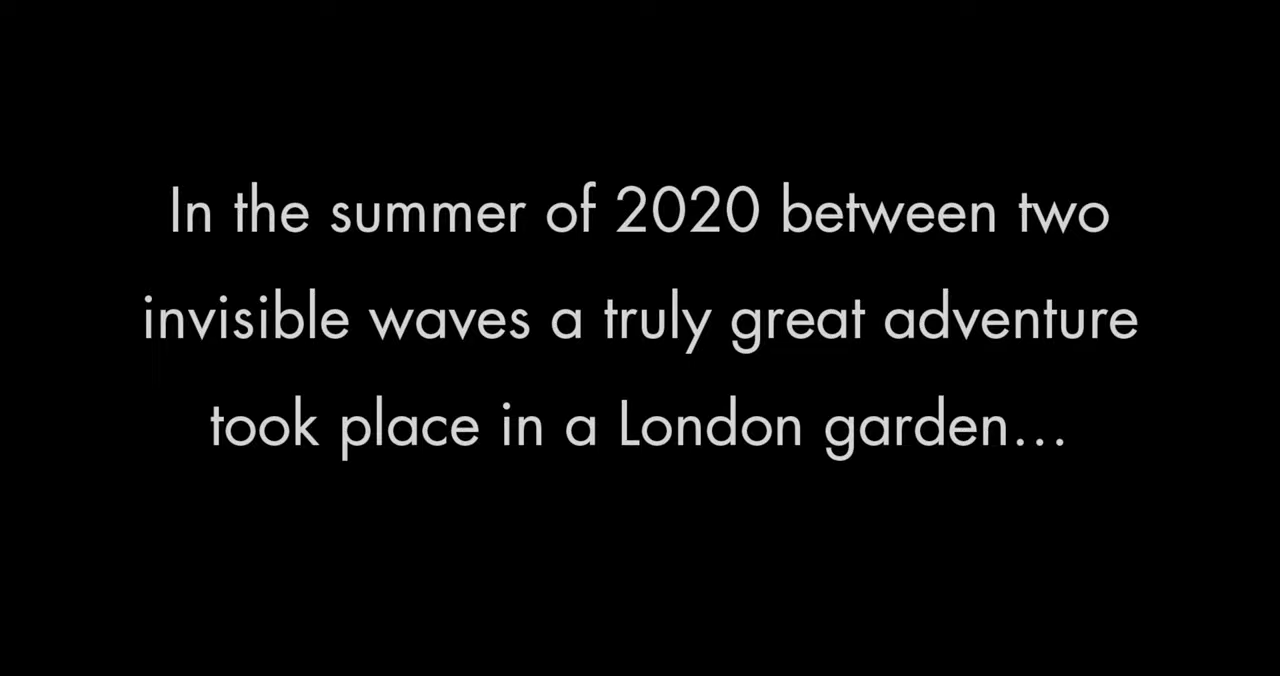 In the summer of 2020 between two
invisible waves a truly great adventure
took place in a London garden...